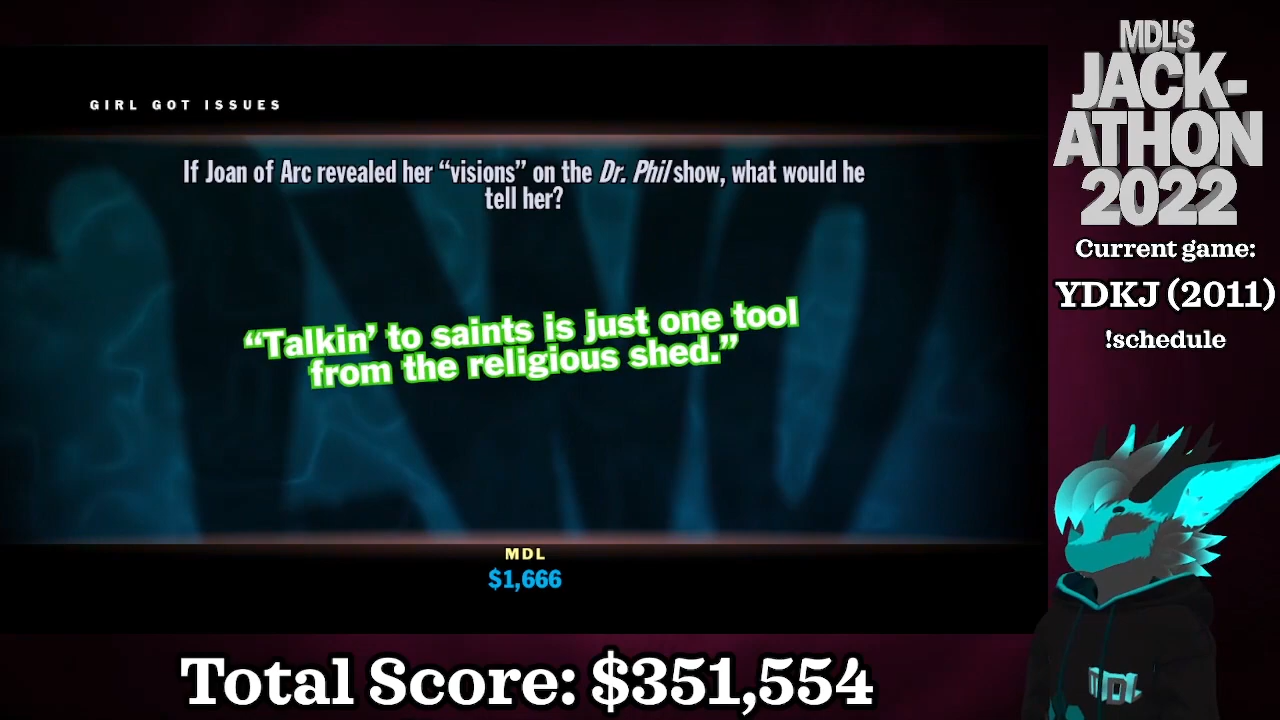 MDL'S
JACK-
ATHON
2022
Current game:
YDKJ (2011)
!schedule
GIRL GOT ISSUES
If Joan of Arc revealed her “visions” on the Dr. Phil show, what would he
tell her?
“Talkin’ to saints is just one tool
from the religious shed.”
MDL
$1,666
Total Score: $351,554
MDL